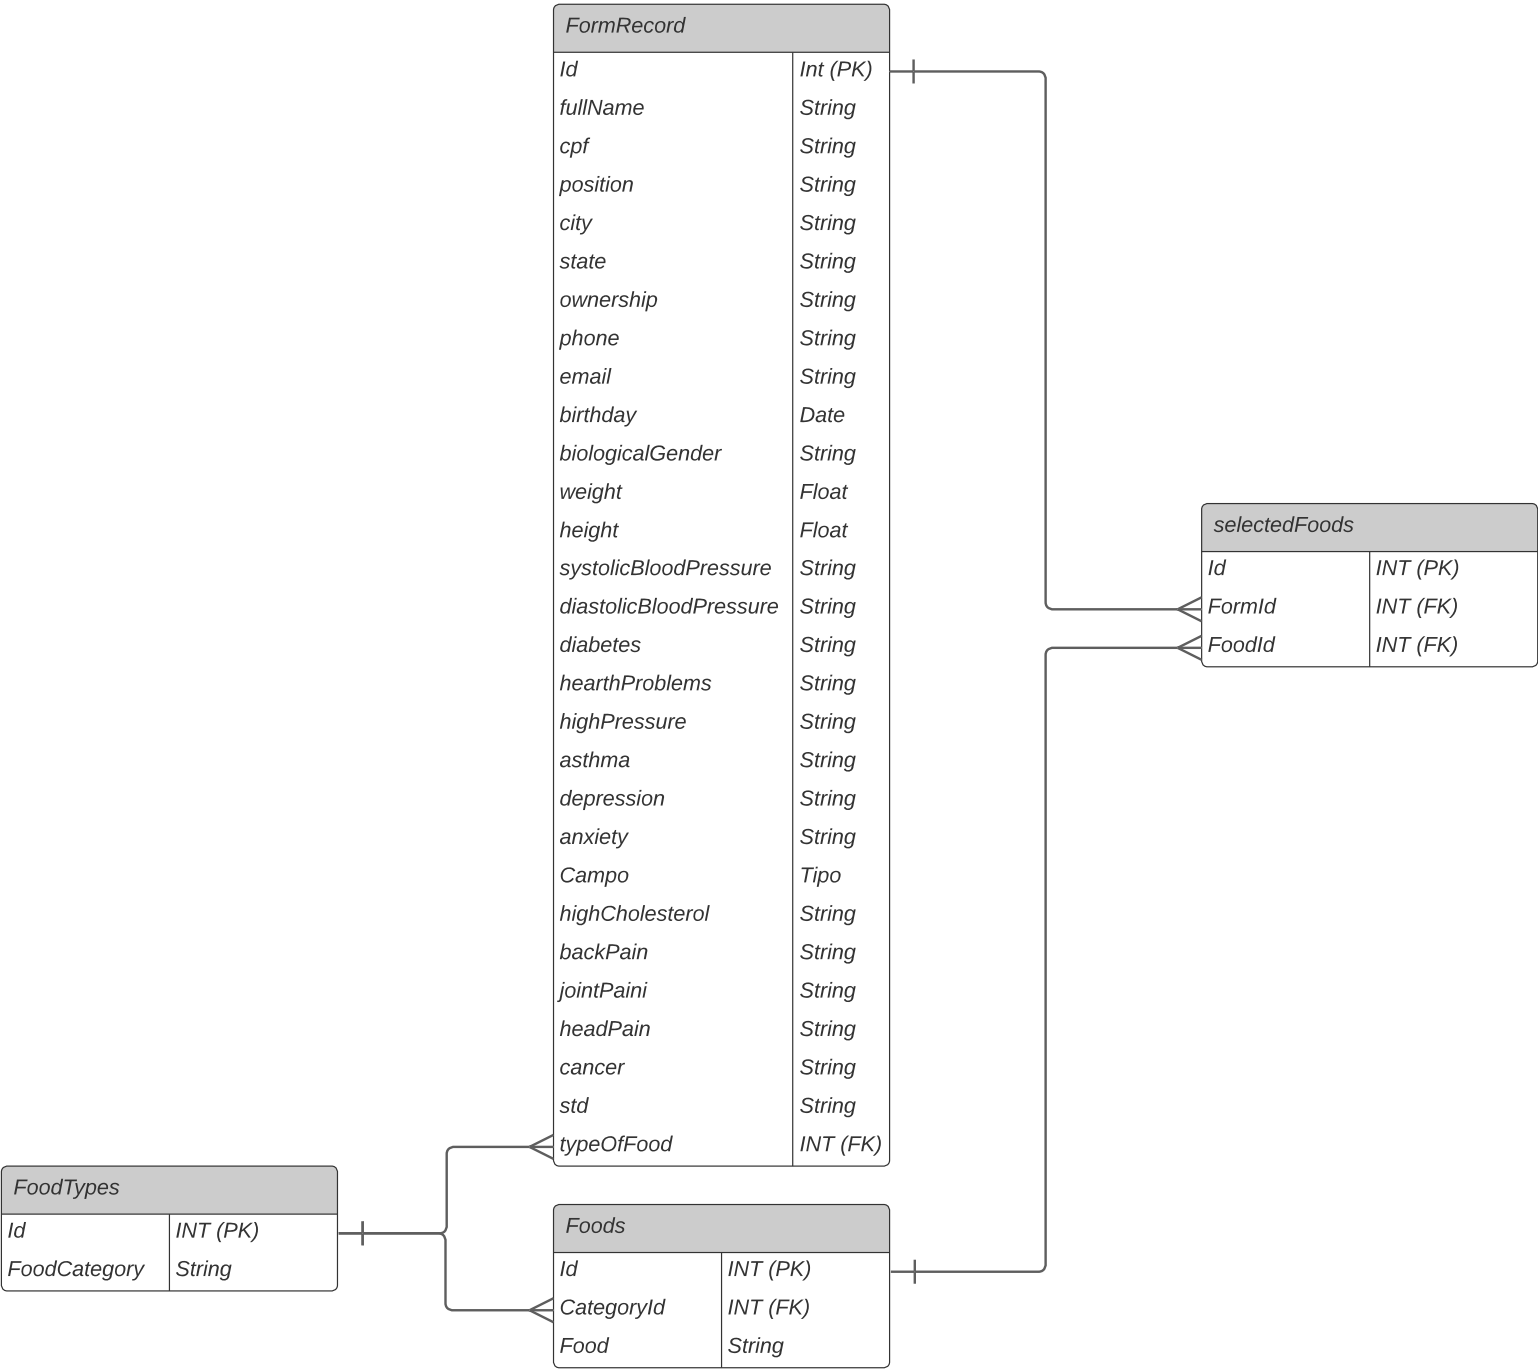 FormRecord
Id Int (PK)
fullName String
cpf String
position String
city String
state String
ownership String
phone String
email String
birthday Date
biologicalGender String
weight Float
height Float
systolicBloodPressure String
diastolicBloodPressure String
diabetes String
hearthProblems String
highPressure String
asthma String
depression String
anxiety String
Campo Tipo
highCholesterol String
backPain String
jointPaini String
headPain String
cancer String
std String
typeOfFood INT (FK)
selectedFoods
Id INT (PK)
FormId INT (FK)
FoodId INT (FK)
FoodTypes
Id INT (PK)
FoodCategory String
Foods
Id INT (PK)
CategoryId INT (FK)
Food String